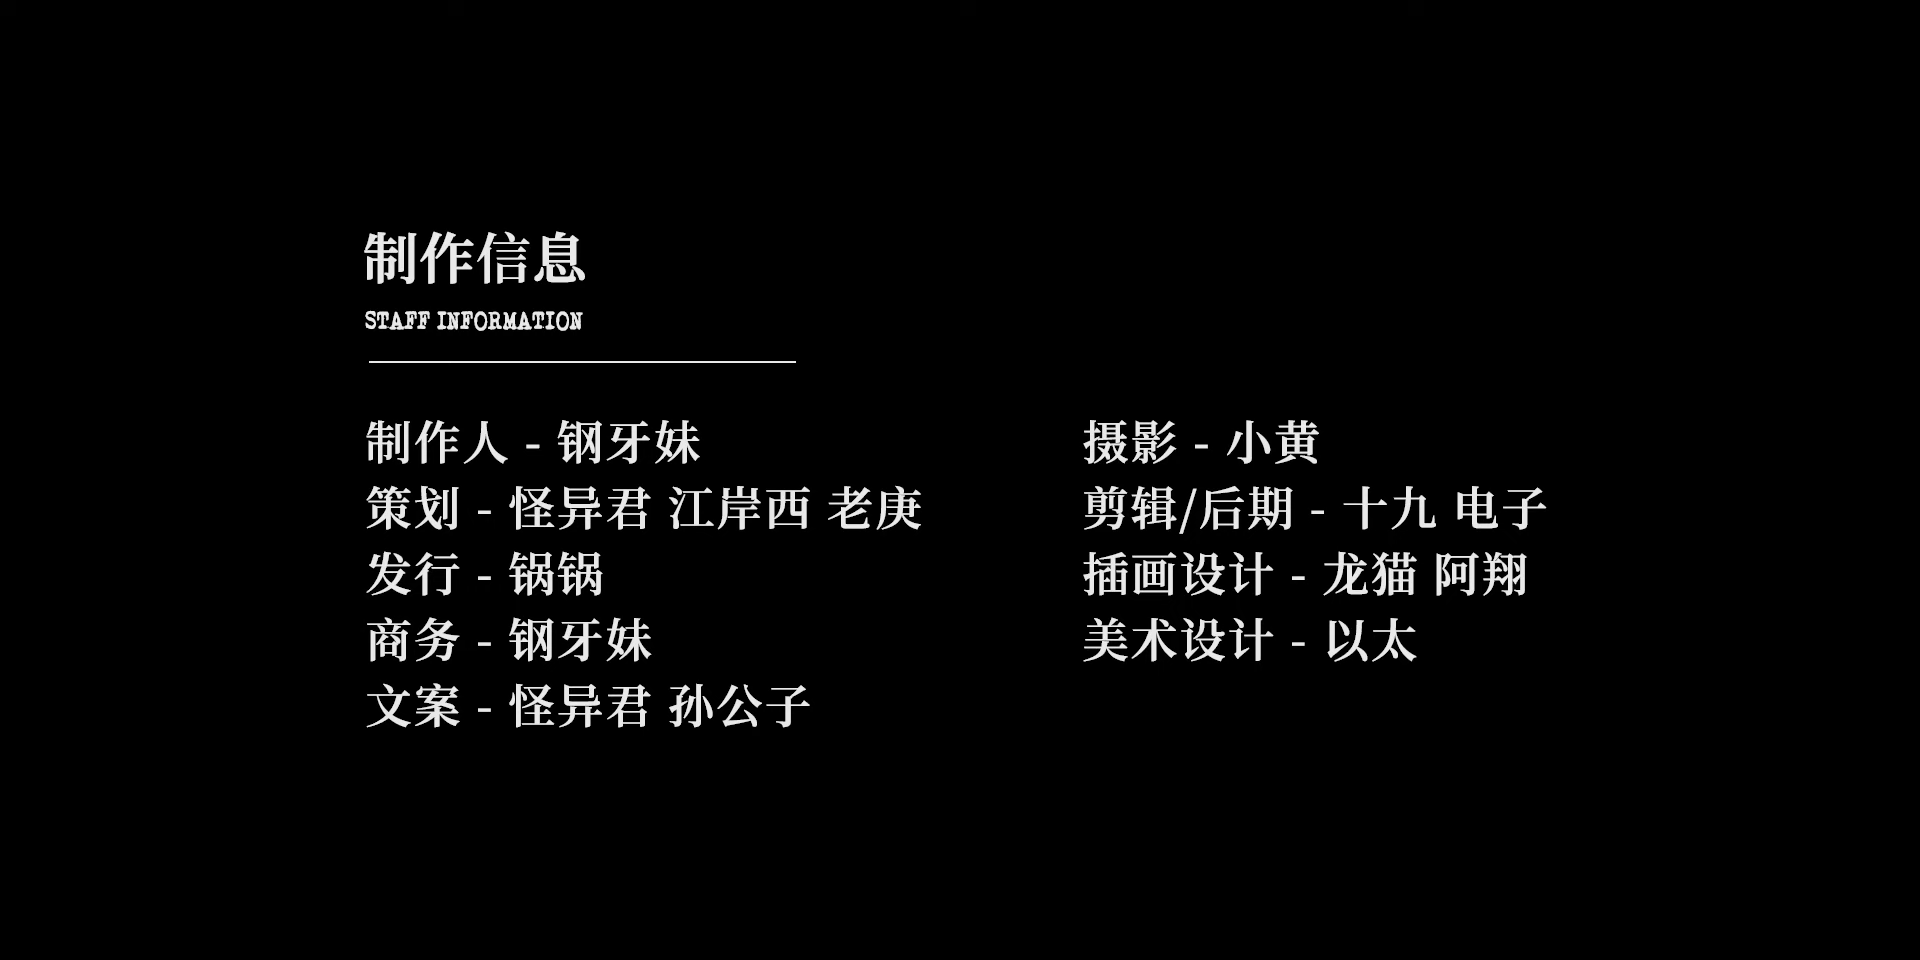 制作信息
STAFF INFORMATION
制作人 - 钢牙妹
策划 - 怪异君 江岸西 老庚
发行 - 锅锅
商务 - 钢牙妹
文案 - 怪异君 孙公子
摄影 - 小黄
剪辑/后期 - 十九 电子
插画设计 - 龙猫 阿翔
美术设计 - 以太